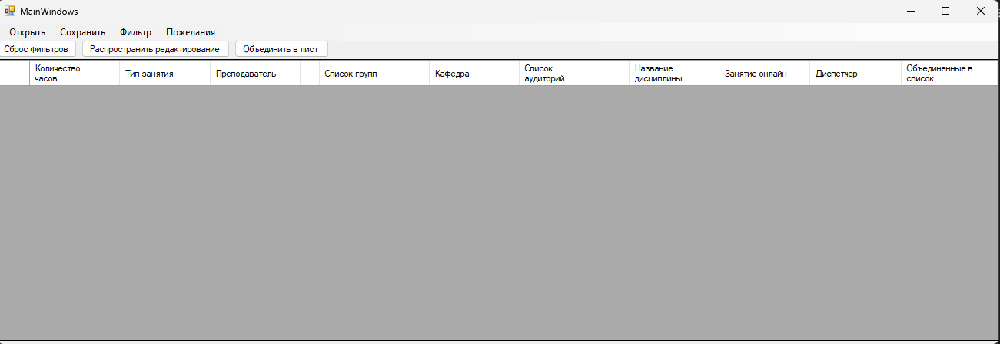 MainWindows
Открыть Сохранить Фильтр Пожелания
Сброс фильтров Распространить редактирование Объединить в лист
Количество часов Тип занятия Преподаватель Список групп Кафедра Список аудиторий Название дисциплины Занятие онлайн Диспетчер Объединенные в список